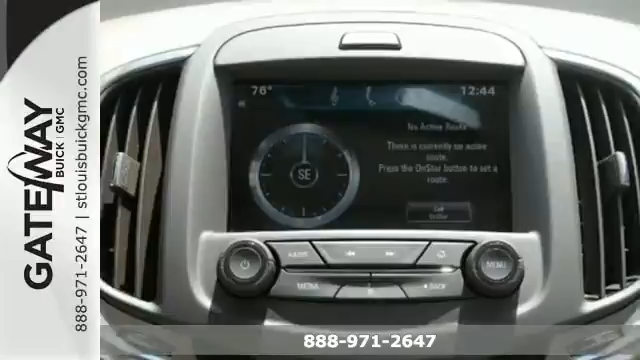 GATEWAY
BUICK | GMC
888-971-2647 | stlouisbuickgmc.com
76°
12:44
No Active Route
There is currently no active
route.
Press the OnStar button to set a
route.
SE
Call
OnStar
RADIO
MENU
MEDIA
BACK
888-971-2647